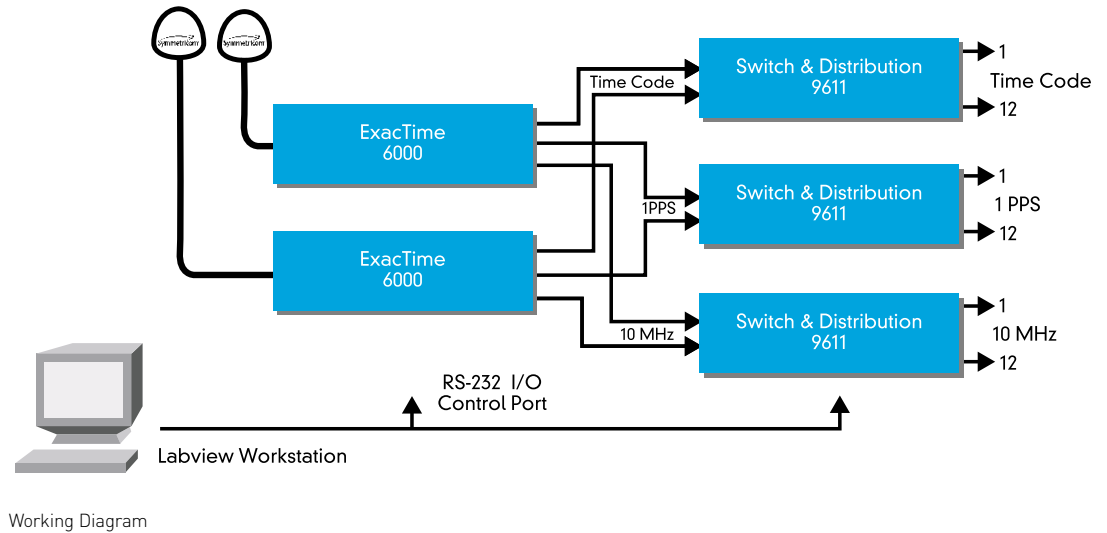 Symmetricom
Symmetricom
ExacTime
6000
ExacTime
6000
Time Code
1PPS
10 MHz
Switch & Distribution
9611
1
Time Code
12
Switch & Distribution
9611
1
1 PPS
12
Switch & Distribution
9611
1
10 MHz
12
RS-232 I/O
Control Port
Labview Workstation
Working Diagram